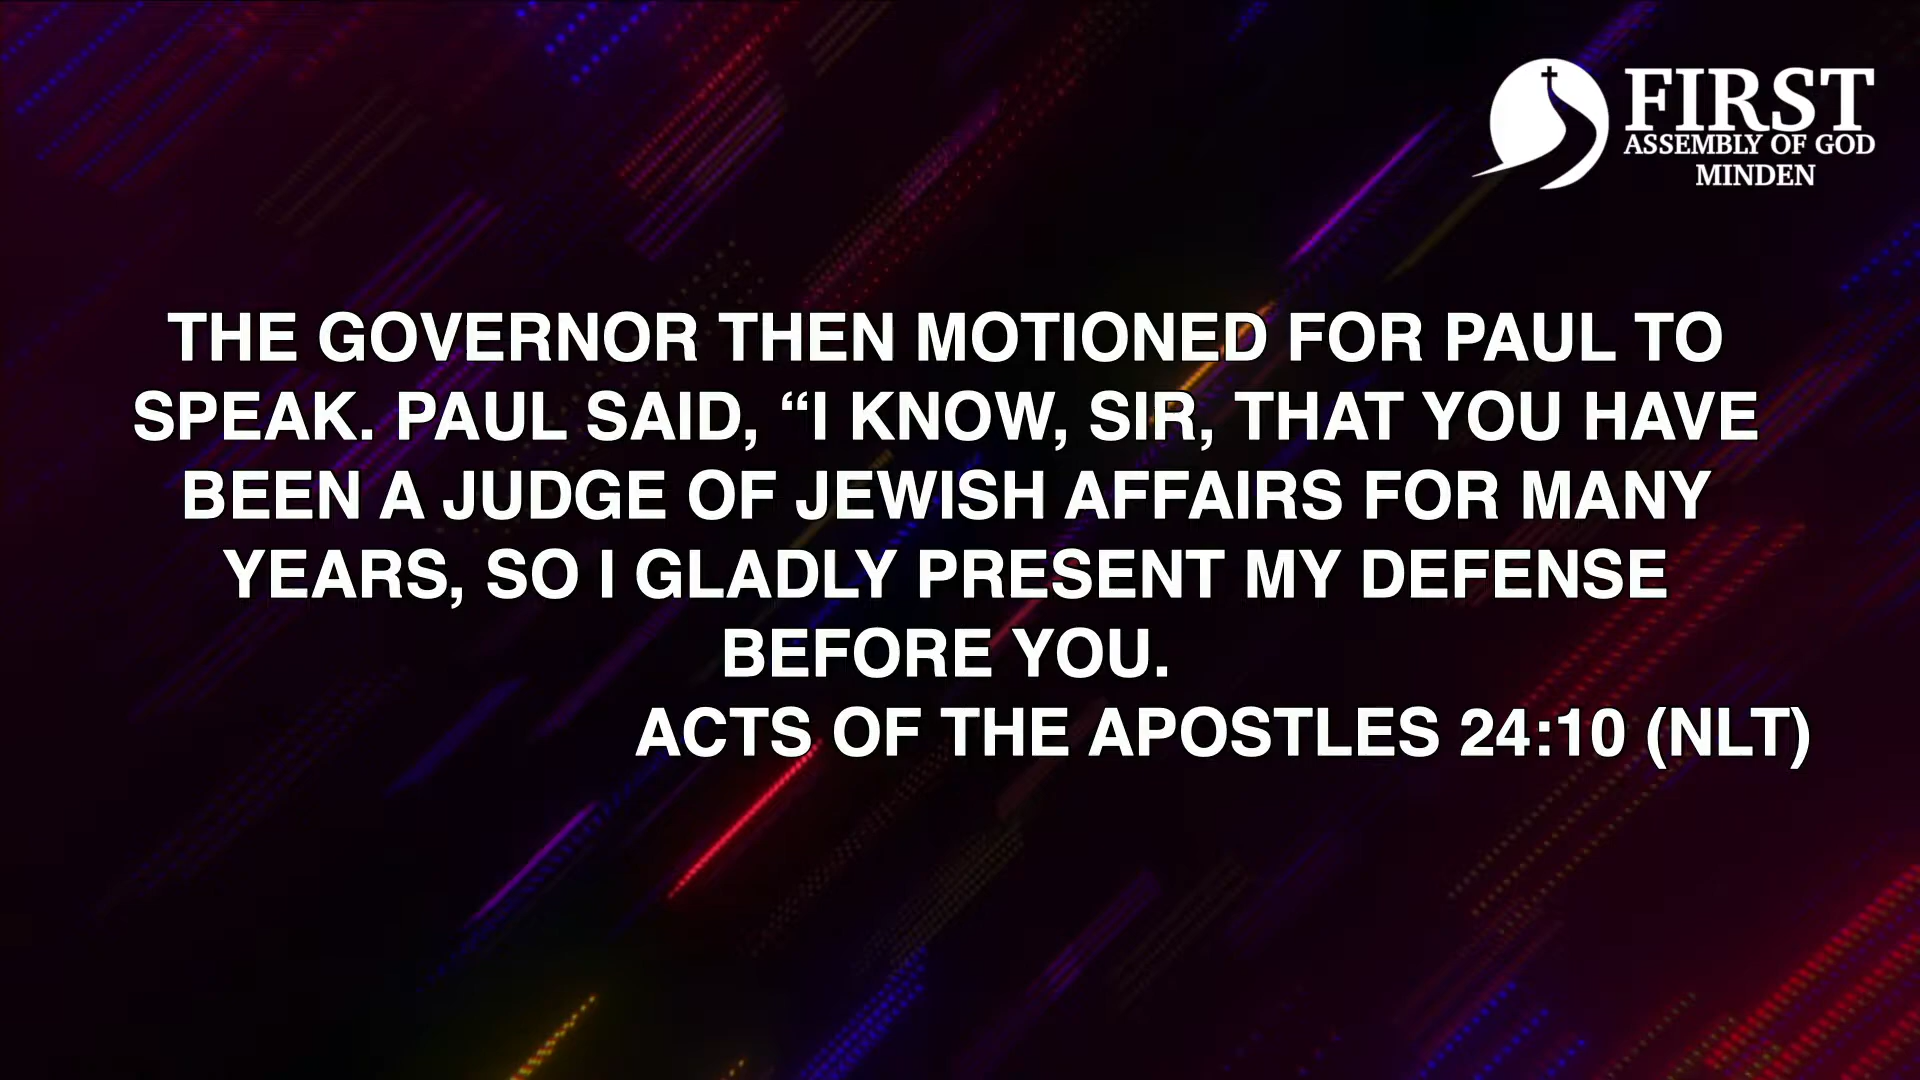 FIRST
ASSEMBLY OF GOD
MINDEN
THE GOVERNOR THEN MOTIONED FOR PAUL TO
SPEAK. PAUL SAID, “I KNOW, SIR, THAT YOU HAVE
BEEN A JUDGE OF JEWISH AFFAIRS FOR MANY
YEARS, SO I GLADLY PRESENT MY DEFENSE
BEFORE YOU.
ACTS OF THE APOSTLES 24:10 (NLT)